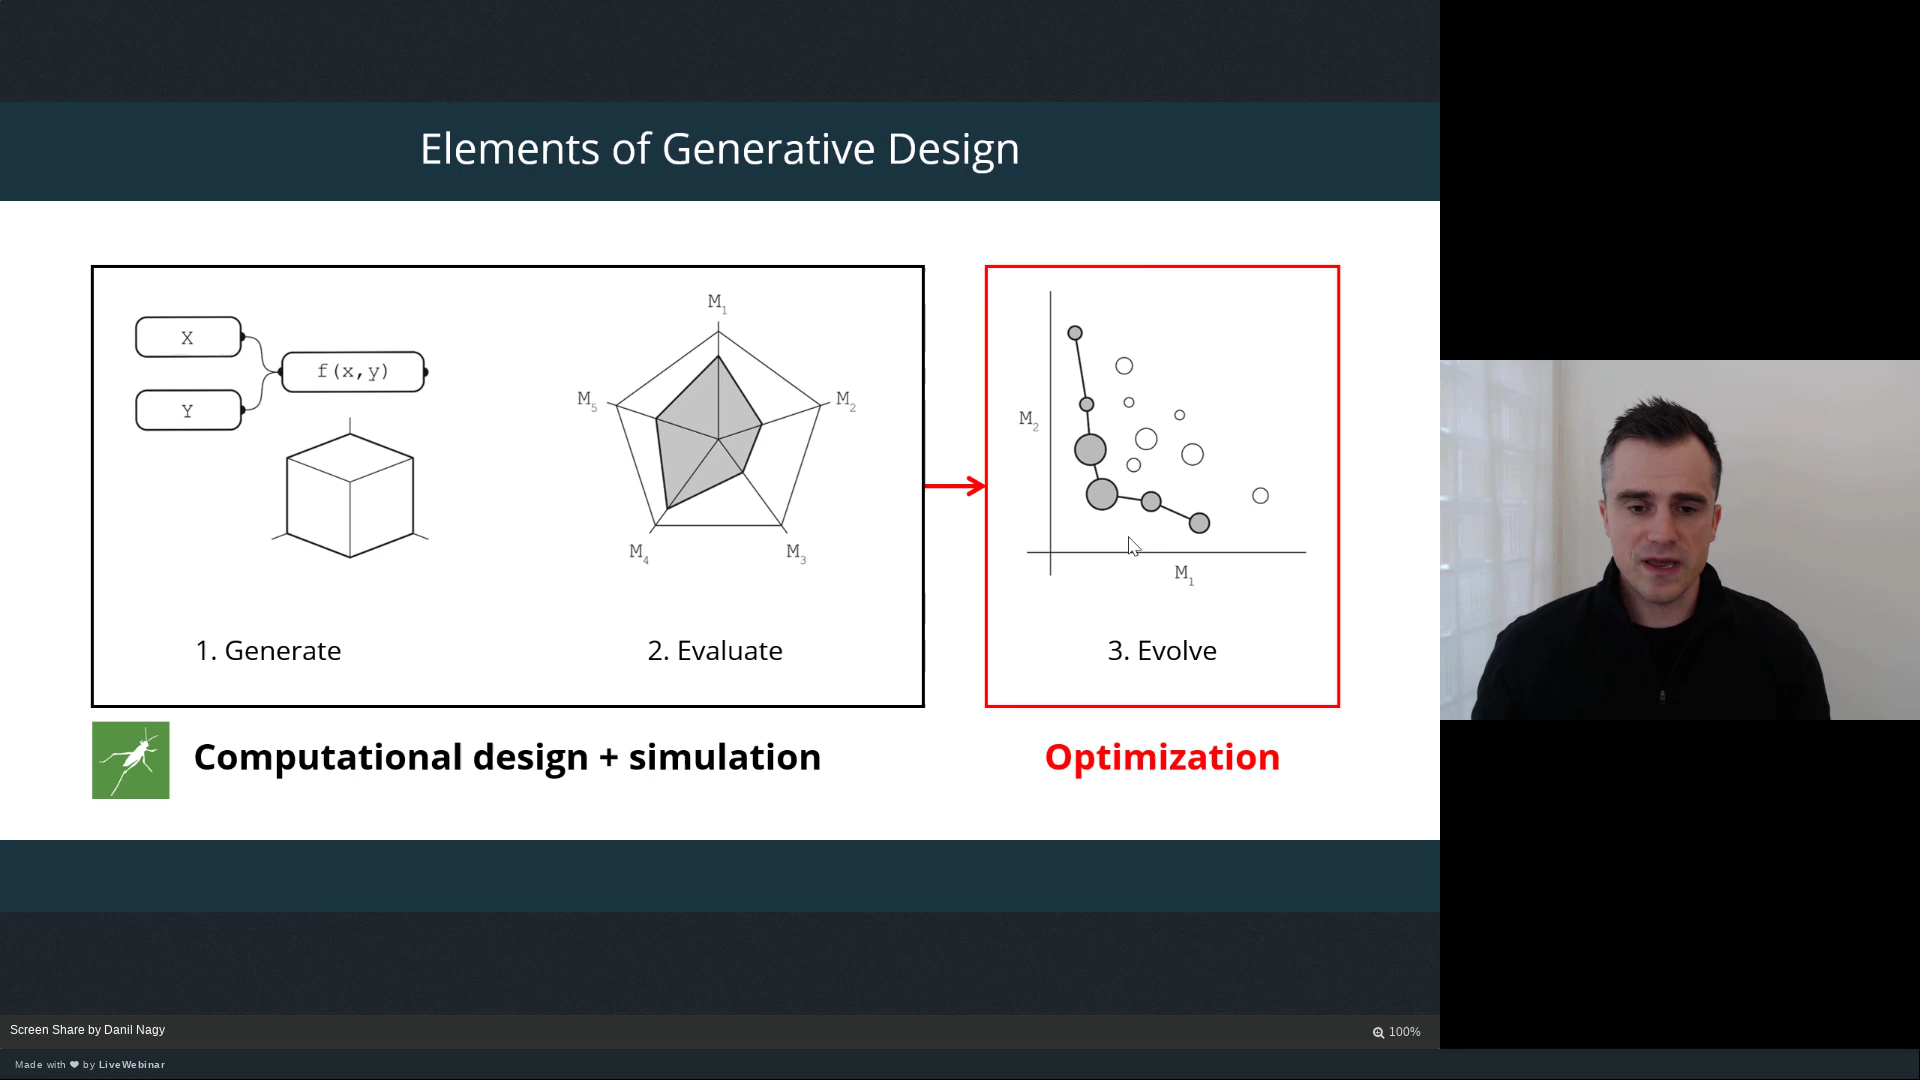 Elements of Generative Design
X
Y
f(x,y)
M1
M2
M3
M4
M5
M2
M1
1. Generate
2. Evaluate
3. Evolve
Computational design + simulation
Optimization
Screen Share by Danil Nagy
100%
Made with ❤ by LiveWebinar